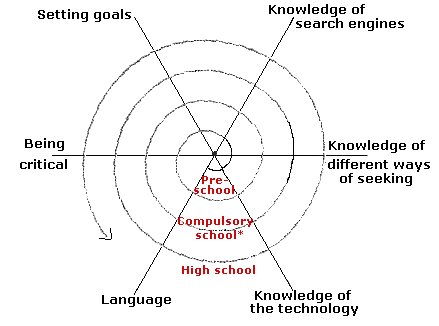 Setting goals
Knowledge of
search engines
Being
critical
Knowledge of
different ways
of seeking
Pre-
school
Compulsory
school*
High school
Language
Knowledge of
the technology